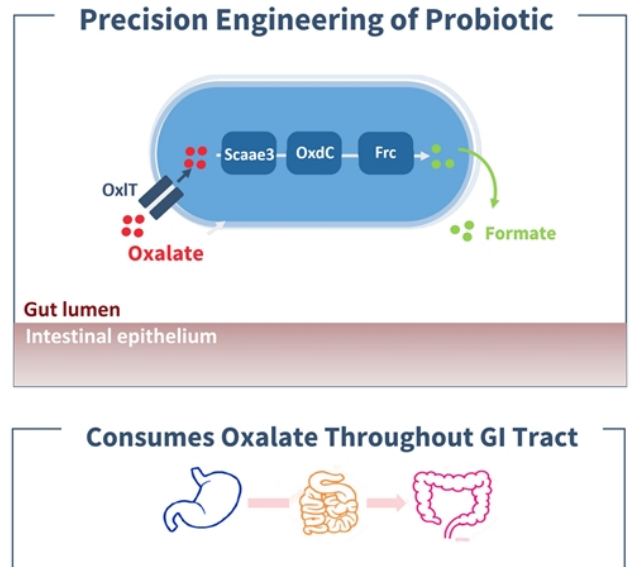 Precision Engineering of Probiotic
Scaae3
OxdC
Frc
OxlT
Oxalate
Formate
Gut lumen
Intestinal epithelium
Consumes Oxalate Throughout GI Tract